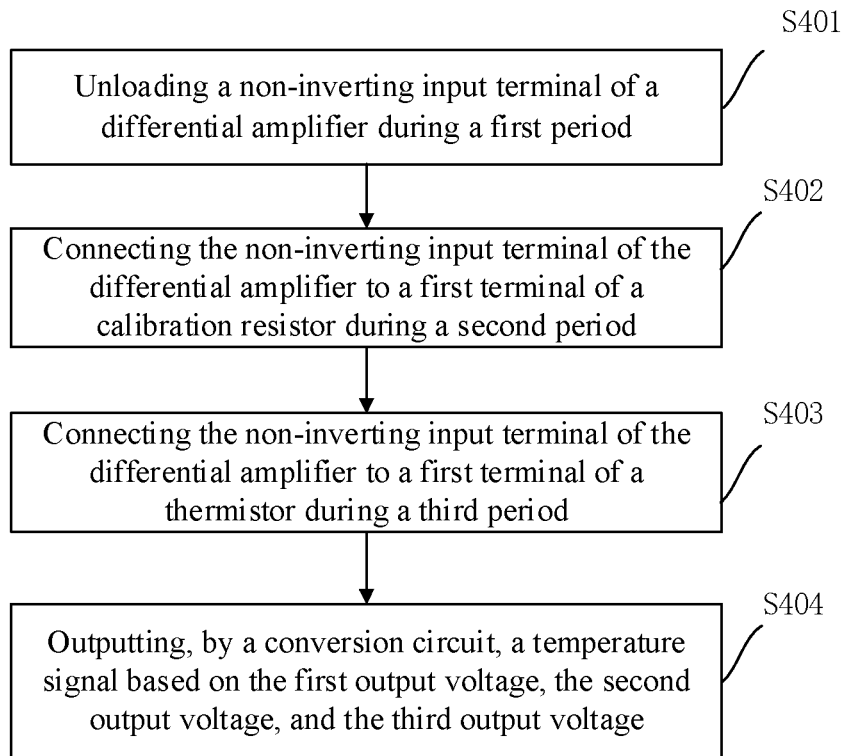 S401
Unloading a non-inverting input terminal of a
differential amplifier during a first period
S402
Connecting the non-inverting input terminal of the
differential amplifier to a first terminal of a
calibration resistor during a second period
S403
Connecting the non-inverting input terminal of the
differential amplifier to a first terminal of a
thermistor during a third period
S404
Outputting, by a conversion circuit, a temperature
signal based on the first output voltage, the second
output voltage, and the third output voltage